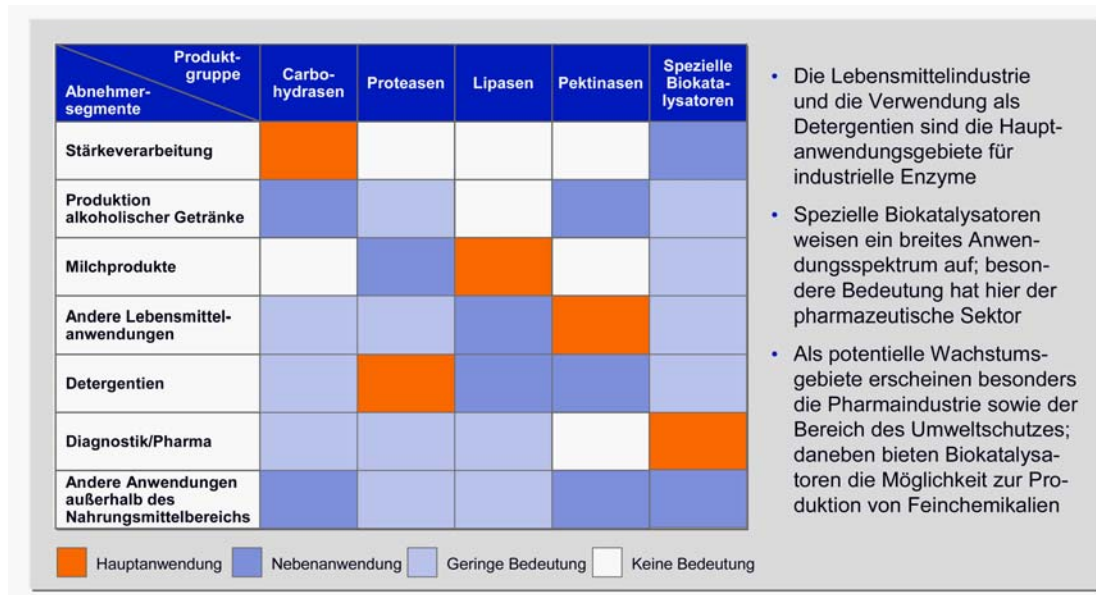 Produkt-
gruppe
Abnehmer-
segmente
Carbo-
hydrasen
Proteasen
Lipasen
Pektinasen
Spezielle
Biokata-
lysatoren
Stärkeverarbeitung
Produktion
alkoholischer Getränke
Milchprodukte
Andere Lebensmittel-
anwendungen
Detergentien
Diagnostik/Pharma
Andere Anwendungen
außerhalb des
Nahrungsmittelbereichs
Hauptanwendung
Nebenanwendung
Geringe Bedeutung
Keine Bedeutung
• Die Lebensmittelindustrie
und die Verwendung als
Detergentien sind die Haupt-
anwendungsgebiete für
industrielle Enzyme
• Spezielle Biokatalysatoren
weisen ein breites Anwen-
dungsspektrum auf; beson-
dere Bedeutung hat hier der
pharmazeutische Sektor
• Als potentielle Wachstums-
gebiete erscheinen besonders
die Pharmaindustrie sowie der
Bereich des Umweltschutzes;
daneben bieten Biokatalysa-
toren die Möglichkeit zur Pro-
duktion von Feinchemikalien